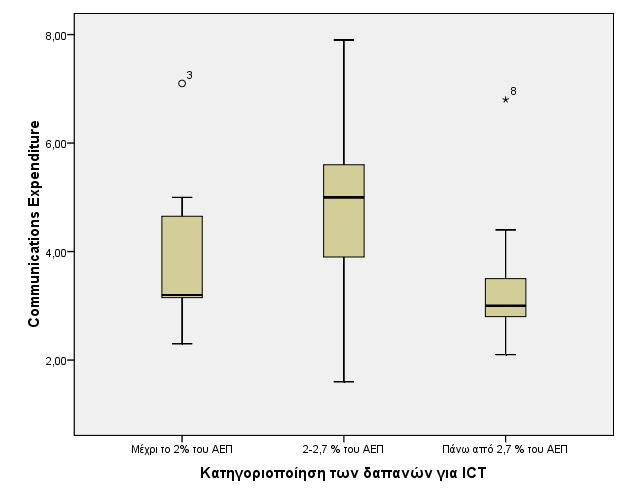 8,00
3
8
6,00
Communications Expenditure
4,00
2,00
Μέχρι το 2% του ΑΕΠ
2-2,7 % του ΑΕΠ
Πάνω από 2,7 % του ΑΕΠ
Κατηγοριοποίηση των δαπανών για ICT